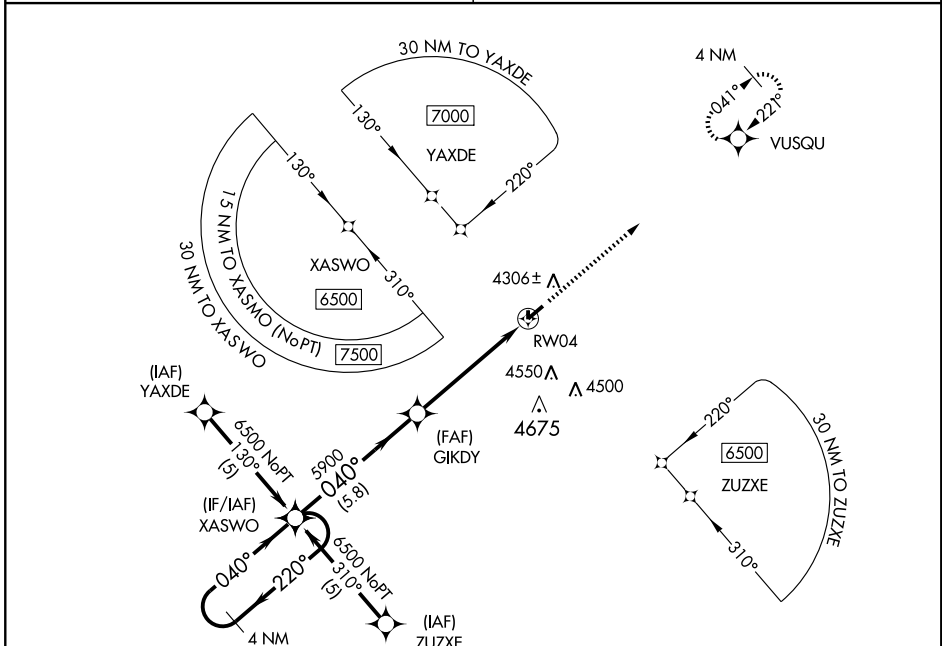 30 NM TO YAXDE
4 NM
041°
221°
VUSQU
7000
YAXDE
130°
220°
130°
XASWO
6500
310°
15 NM TO XASMO (NoPT)
7500
30 NM TO XASWO
4306±
RW04
4550
4500
4675
(IAF)
YAXDE
6500 NoPT
130°
(5)
(FAF)
GIKDY
5900
040°
(5.8)
(IF/IAF)
XASWO
040°
220°
4 NM
6500 NoPT
310°
(5)
(IAF)
ZUZXE
220°
6500
ZUZXE
310°
30 NM TO ZUZXE